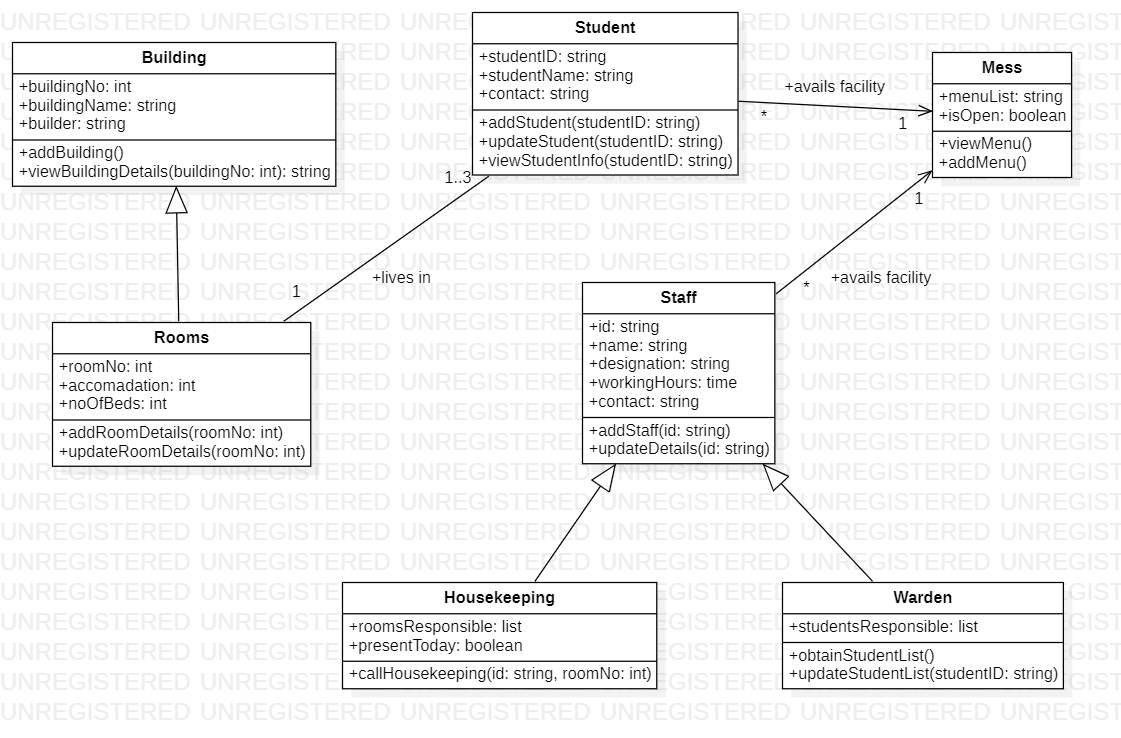 Building
+buildingNo: int
+buildingName: string
+builder: string
+addBuilding()
+viewBuildingDetails(buildingNo: int): string
Student
+studentID: string
+studentName: string
+contact: string
+addStudent(studentID: string)
+updateStudent(studentID: string)
+viewStudentInfo(studentID: string)
Mess
+menuList: string
+isOpen: boolean
+viewMenu()
+addMenu()
+avails facility
*
1
1..3
+lives in
1
1
+avails facility
*
Rooms
+roomNo: int
+accomadation: int
+noOfBeds: int
+addRoomDetails(roomNo: int)
+updateRoomDetails(roomNo: int)
Staff
+id: string
+name: string
+designation: string
+workingHours: time
+contact: string
+addStaff(id: string)
+updateDetails(id: string)
Housekeeping
+roomsResponsible: list
+presentToday: boolean
+callHousekeeping(id: string, roomNo: int)
Warden
+studentsResponsible: list
+obtainStudentList()
+updateStudentList(studentID: string)
UNREGISTERED UNREGISTERED UNREGISTERED UNREGISTERED UNREGISTERED